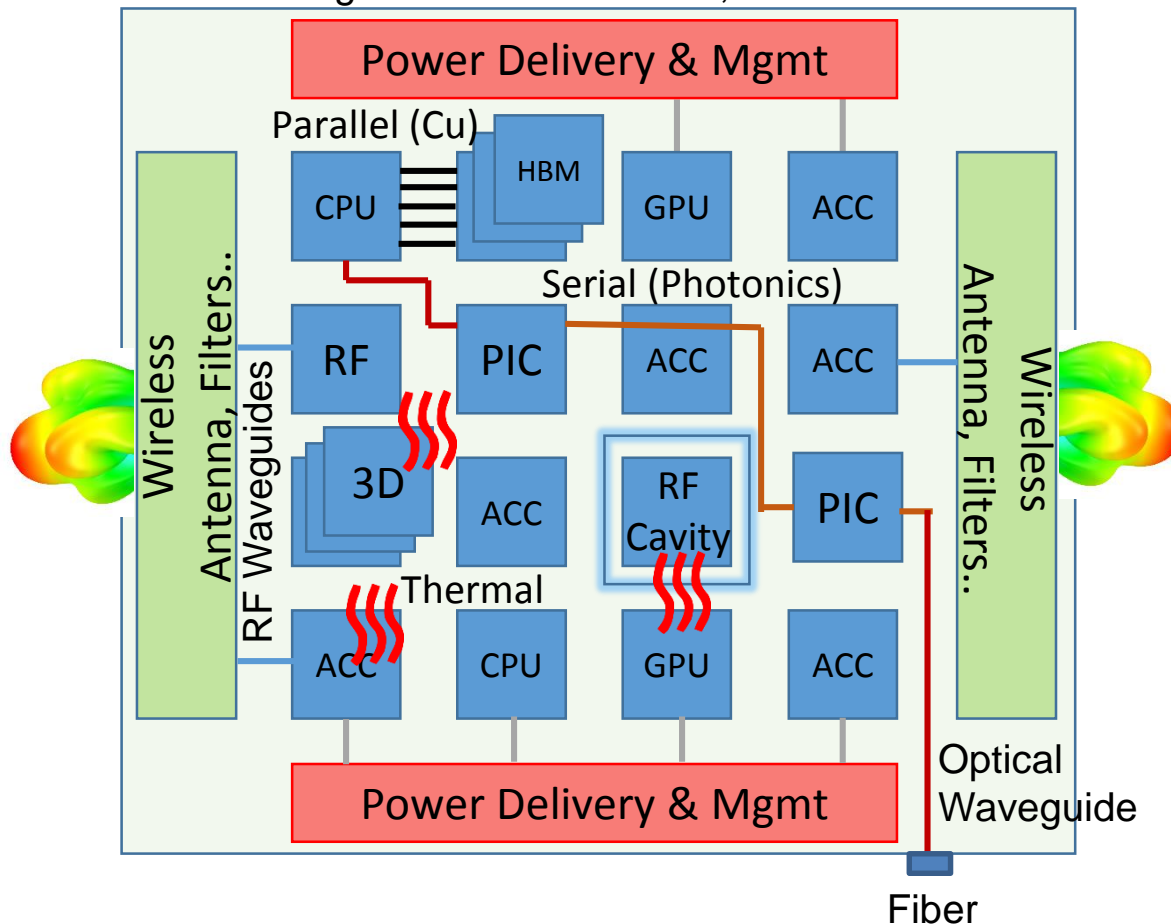 Power Delivery & Mgmt
Parallel (Cu)
CPU
HBM
GPU
ACC
Serial (Photonics)
Wireless
Antenna, Filters..
RF Waveguides
RF
PIC
ACC
ACC
Antenna, Filters..
Wireless
3D
ACC
RF
Cavity
PIC
Thermal
ACC
CPU
GPU
ACC
Power Delivery & Mgmt
Optical
Waveguide
Fiber